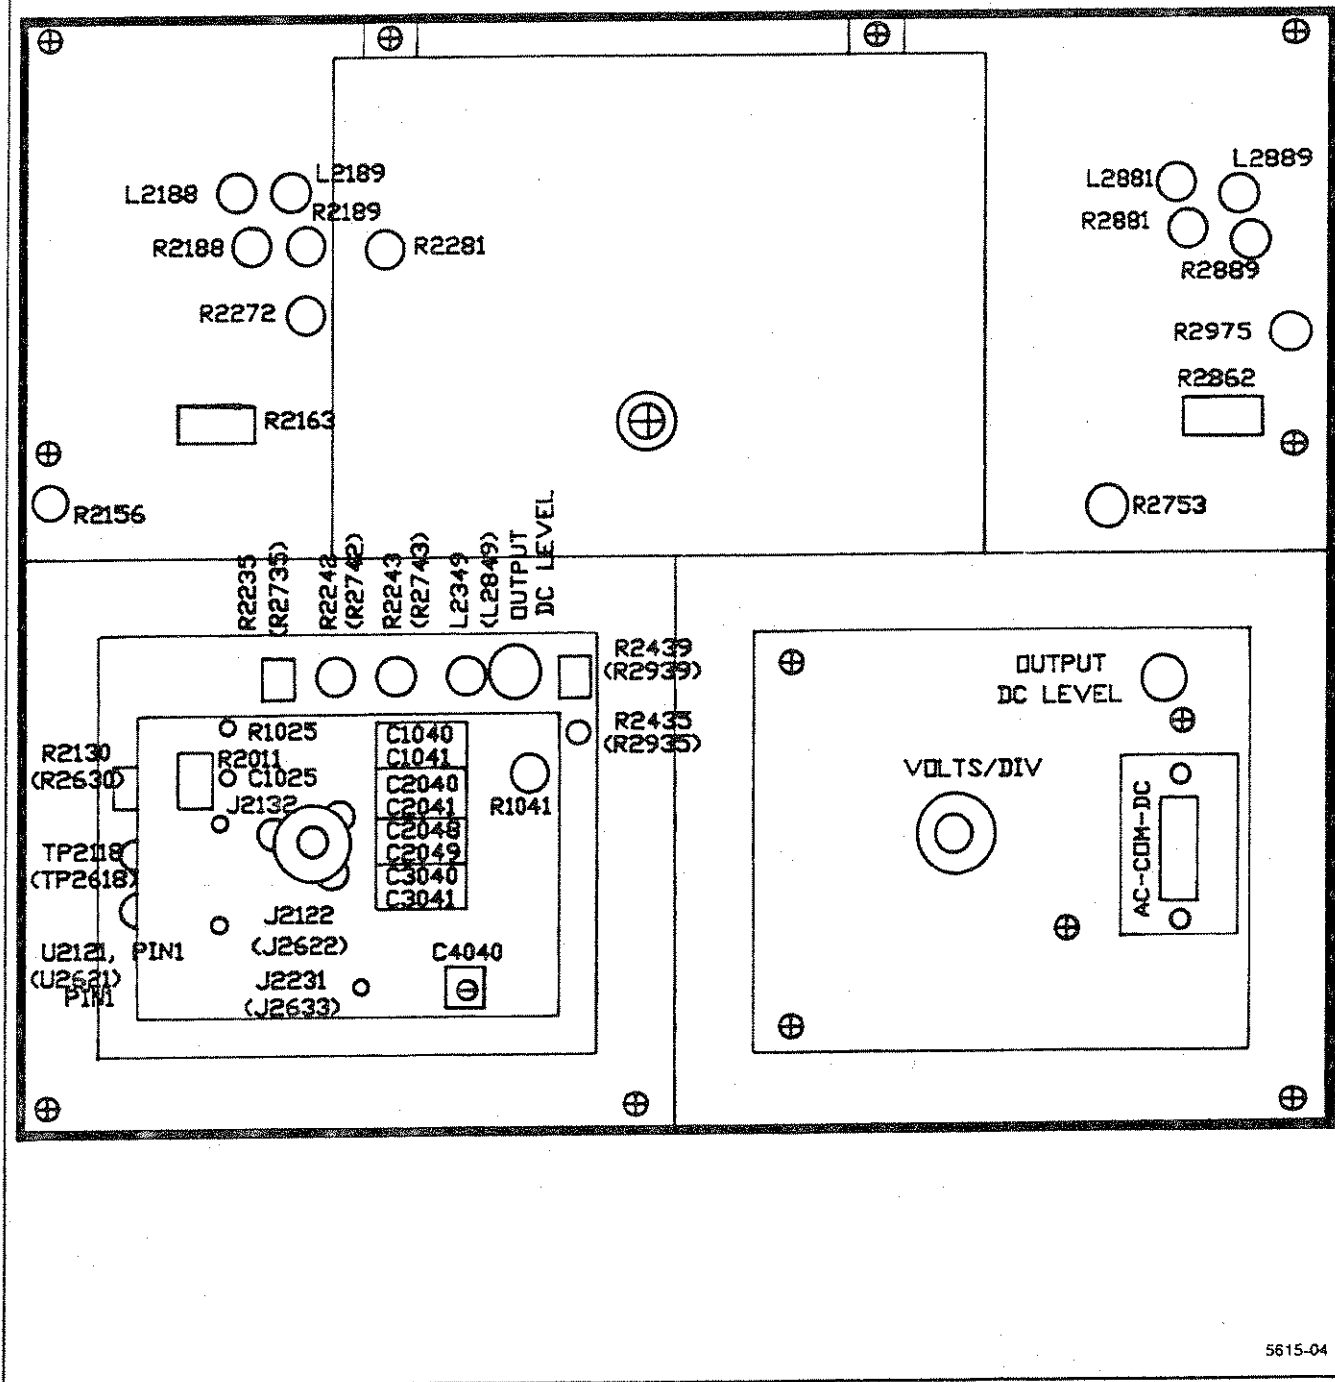 L2188
L2189
R2189
R2188
R2281
R2272
R2163
R2156
L2881
L2889
R2881
R2889
R2975
R2862
R2753
R2235
(R2735)
R2242
(R2742)
R2243
(R2743)
L2349
(L2849)
OUTPUT
DC LEVEL
R2439
(R2939)
R2435
(R2935)
R2130
(R2630)
R1025
R2011
C1025
J2132
C1040
C1041
C2040
C2041
C2048
C2049
C3040
C3041
R1041
TP2118
(TP2618)
J2122
(J2622)
U2121, PIN1
(U2621)
PIN1
J2231
(J2633)
C4040
OUTPUT
DC LEVEL
VOLTS/DIV
AC-COM-DC
5615-04